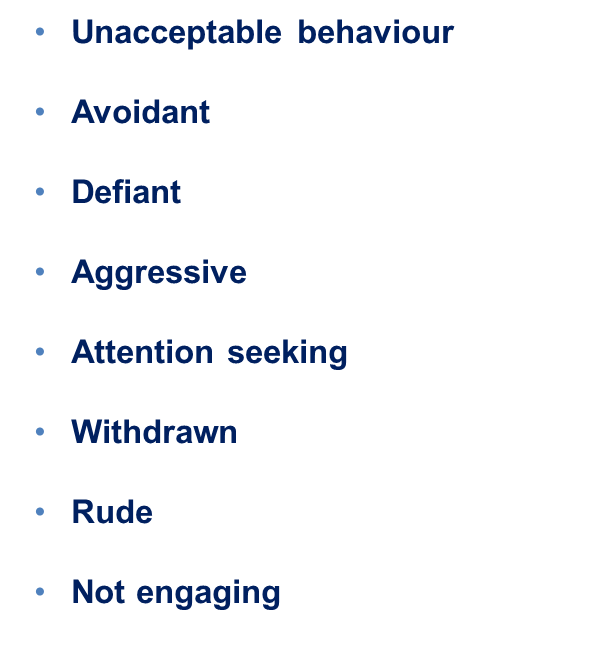 • Unacceptable behaviour
• Avoidant
• Defiant
• Aggressive
• Attention seeking
• Withdrawn
• Rude
• Not engaging